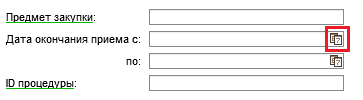 Предмет закупки:
Дата окончания приема с:
по:
ID процедуры: